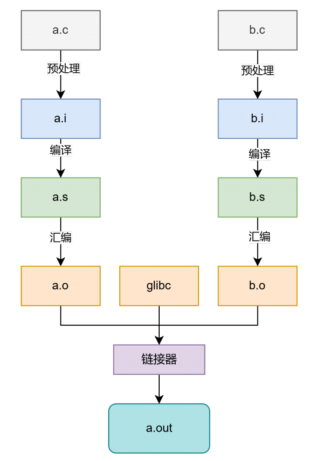 a.c
b.c
预处理
预处理
a.i
b.i
编译
编译
a.s
b.s
汇编
汇编
a.o
glibc
b.o
链接器
a.out